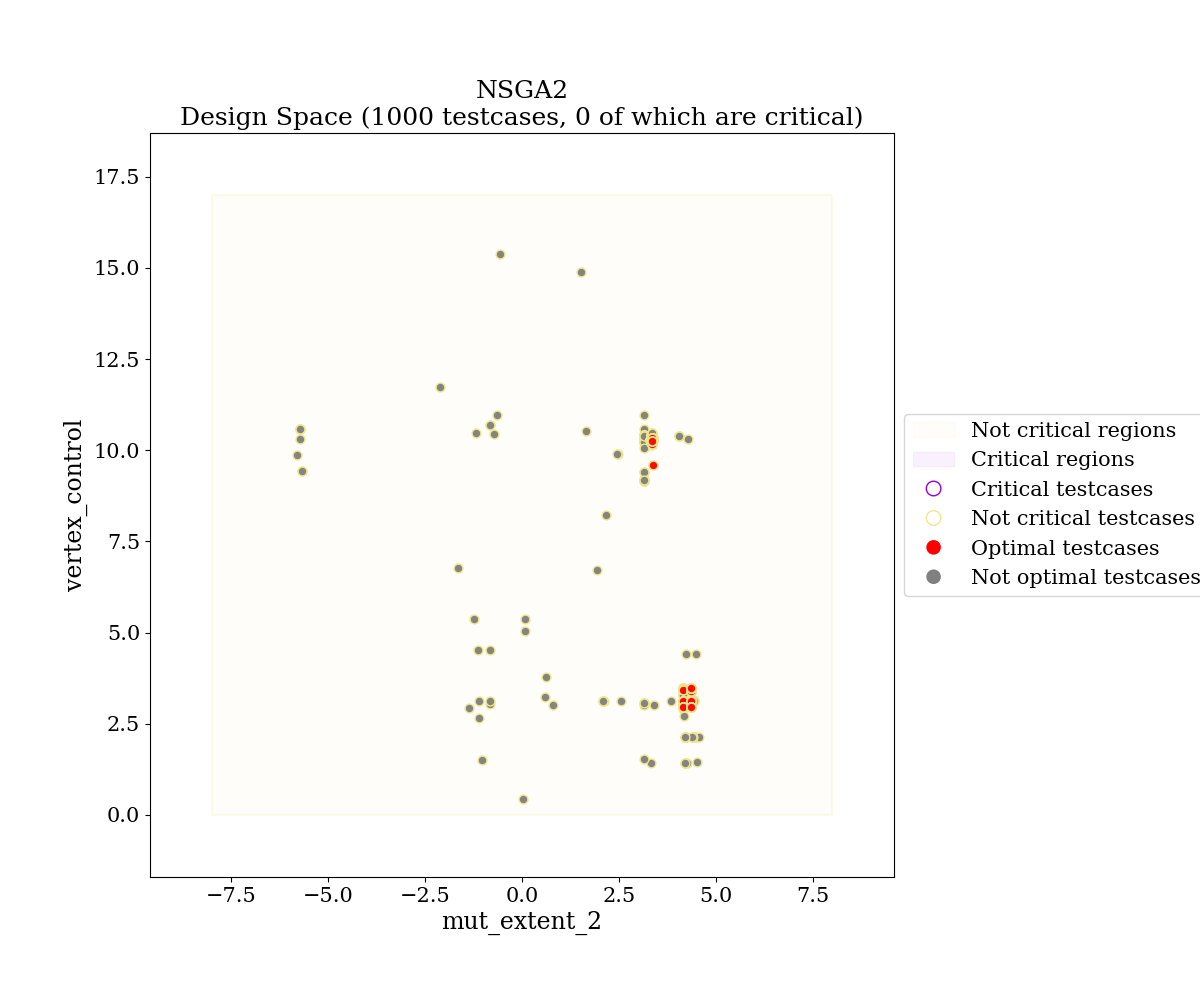 NSGA2
Design Space (1000 testcases, 0 of which are critical)
17.5
15.0
12.5
10.0
7.5
5.0
2.5
0.0
vertex_control
−7.5
−5.0
−2.5
0.0
2.5
5.0
7.5
mut_extent_2
Not critical regions
Critical regions
Critical testcases
Not critical testcases
Optimal testcases
Not optimal testcases